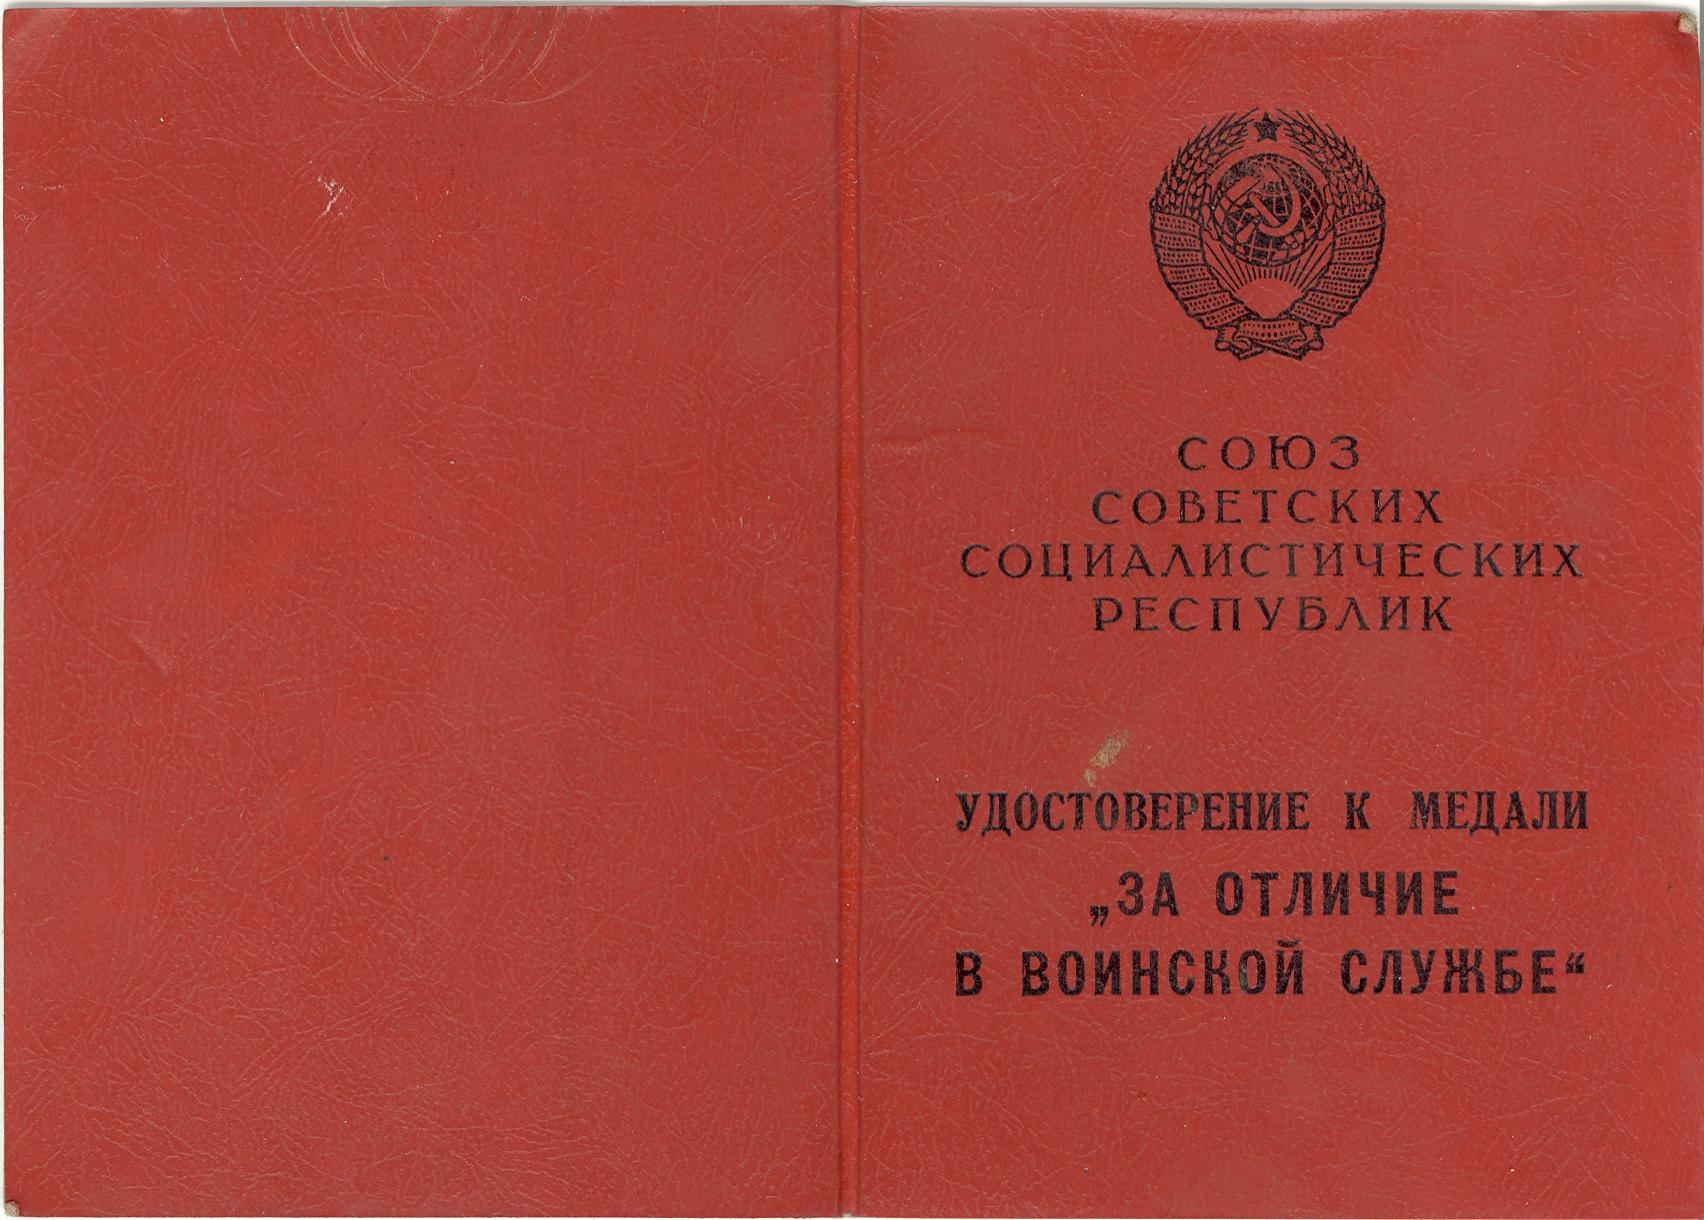 СОЮЗ
СОВЕТСКИХ
СОЦИАЛИСТИЧЕСКИХ
РЕСПУБЛИК
УДОСТОВЕРЕНИЕ К МЕДАЛИ
„ЗА ОТЛИЧИЕ
В ВОИНСКОЙ СЛУЖБЕ“